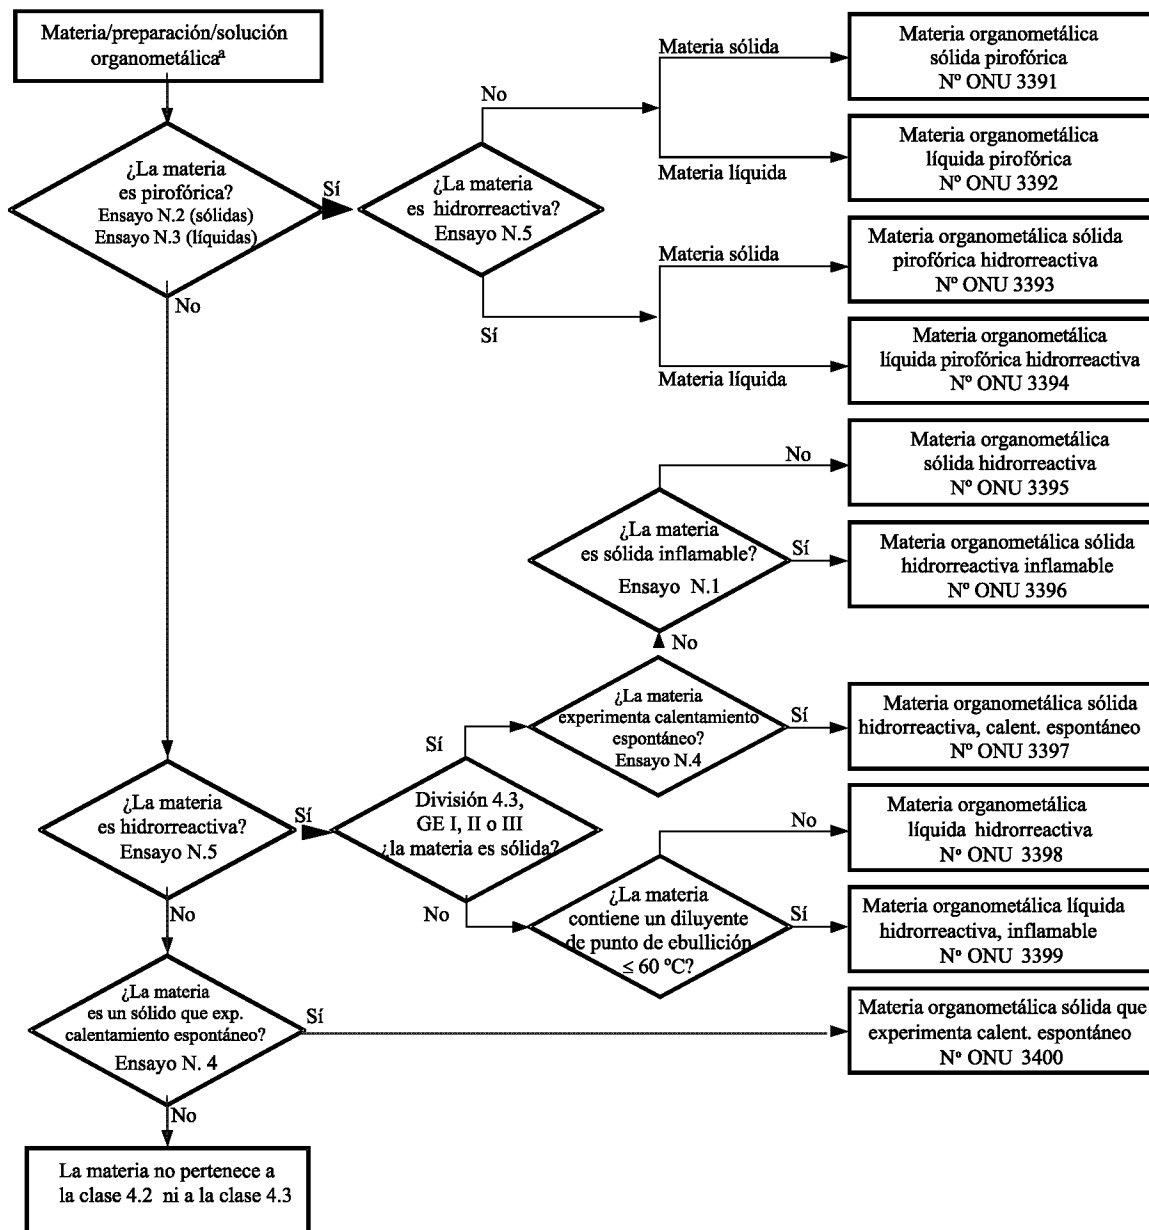 Materia/preparación/solución
organometálicaª
¿La materia
es pirofórica?
Ensayo N.2 (sólidas)
Ensayo N.3 (líquidas)
Sí
No
¿La materia
es hidrorreactiva?
Ensayo N.5
No
Sí
Materia sólida
Materia líquida
Materia organometálica
sólida pirofórica
Nº ONU 3391
Materia organometálica
líquida pirofórica
Nº ONU 3392
Materia sólida
Materia líquida
Materia organometálica sólida
pirofórica hidrorreactiva
Nº ONU 3393
Materia organometálica
líquida pirofórica hidrorreactiva
Nº ONU 3394
No
Materia organometálica
sólida hidrorreactiva
Nº ONU 3395
¿La materia
es sólida inflamable?
Ensayo N.1
Sí
Materia organometálica sólida
hidrorreactiva inflamable
Nº ONU 3396
No
¿La materia
experimenta calentamiento
espontáneo?
Ensayo N.4
Sí
Materia organometálica sólida
hidrorreactiva, calent. espontáneo
Nº ONU 3397
¿La materia
es hidrorreactiva?
Ensayo N.5
Sí
No
División 4.3,
GE I, II o III
¿la materia es sólida?
Sí
No
No
Materia organometálica
líquida hidrorreactiva
Nº ONU 3398
¿La materia
contiene un diluyente
de punto de ebullición
≤ 60 ºC?
Sí
Materia organometálica líquida
hidrorreactiva, inflamable
Nº ONU 3399
¿La materia
es un sólido que exp.
calentamiento espontáneo?
Ensayo N. 4
Sí
No
Materia organometálica sólida que
experimenta calent. espontáneo
Nº ONU 3400
La materia no pertenece a
la clase 4.2 ni a la clase 4.3